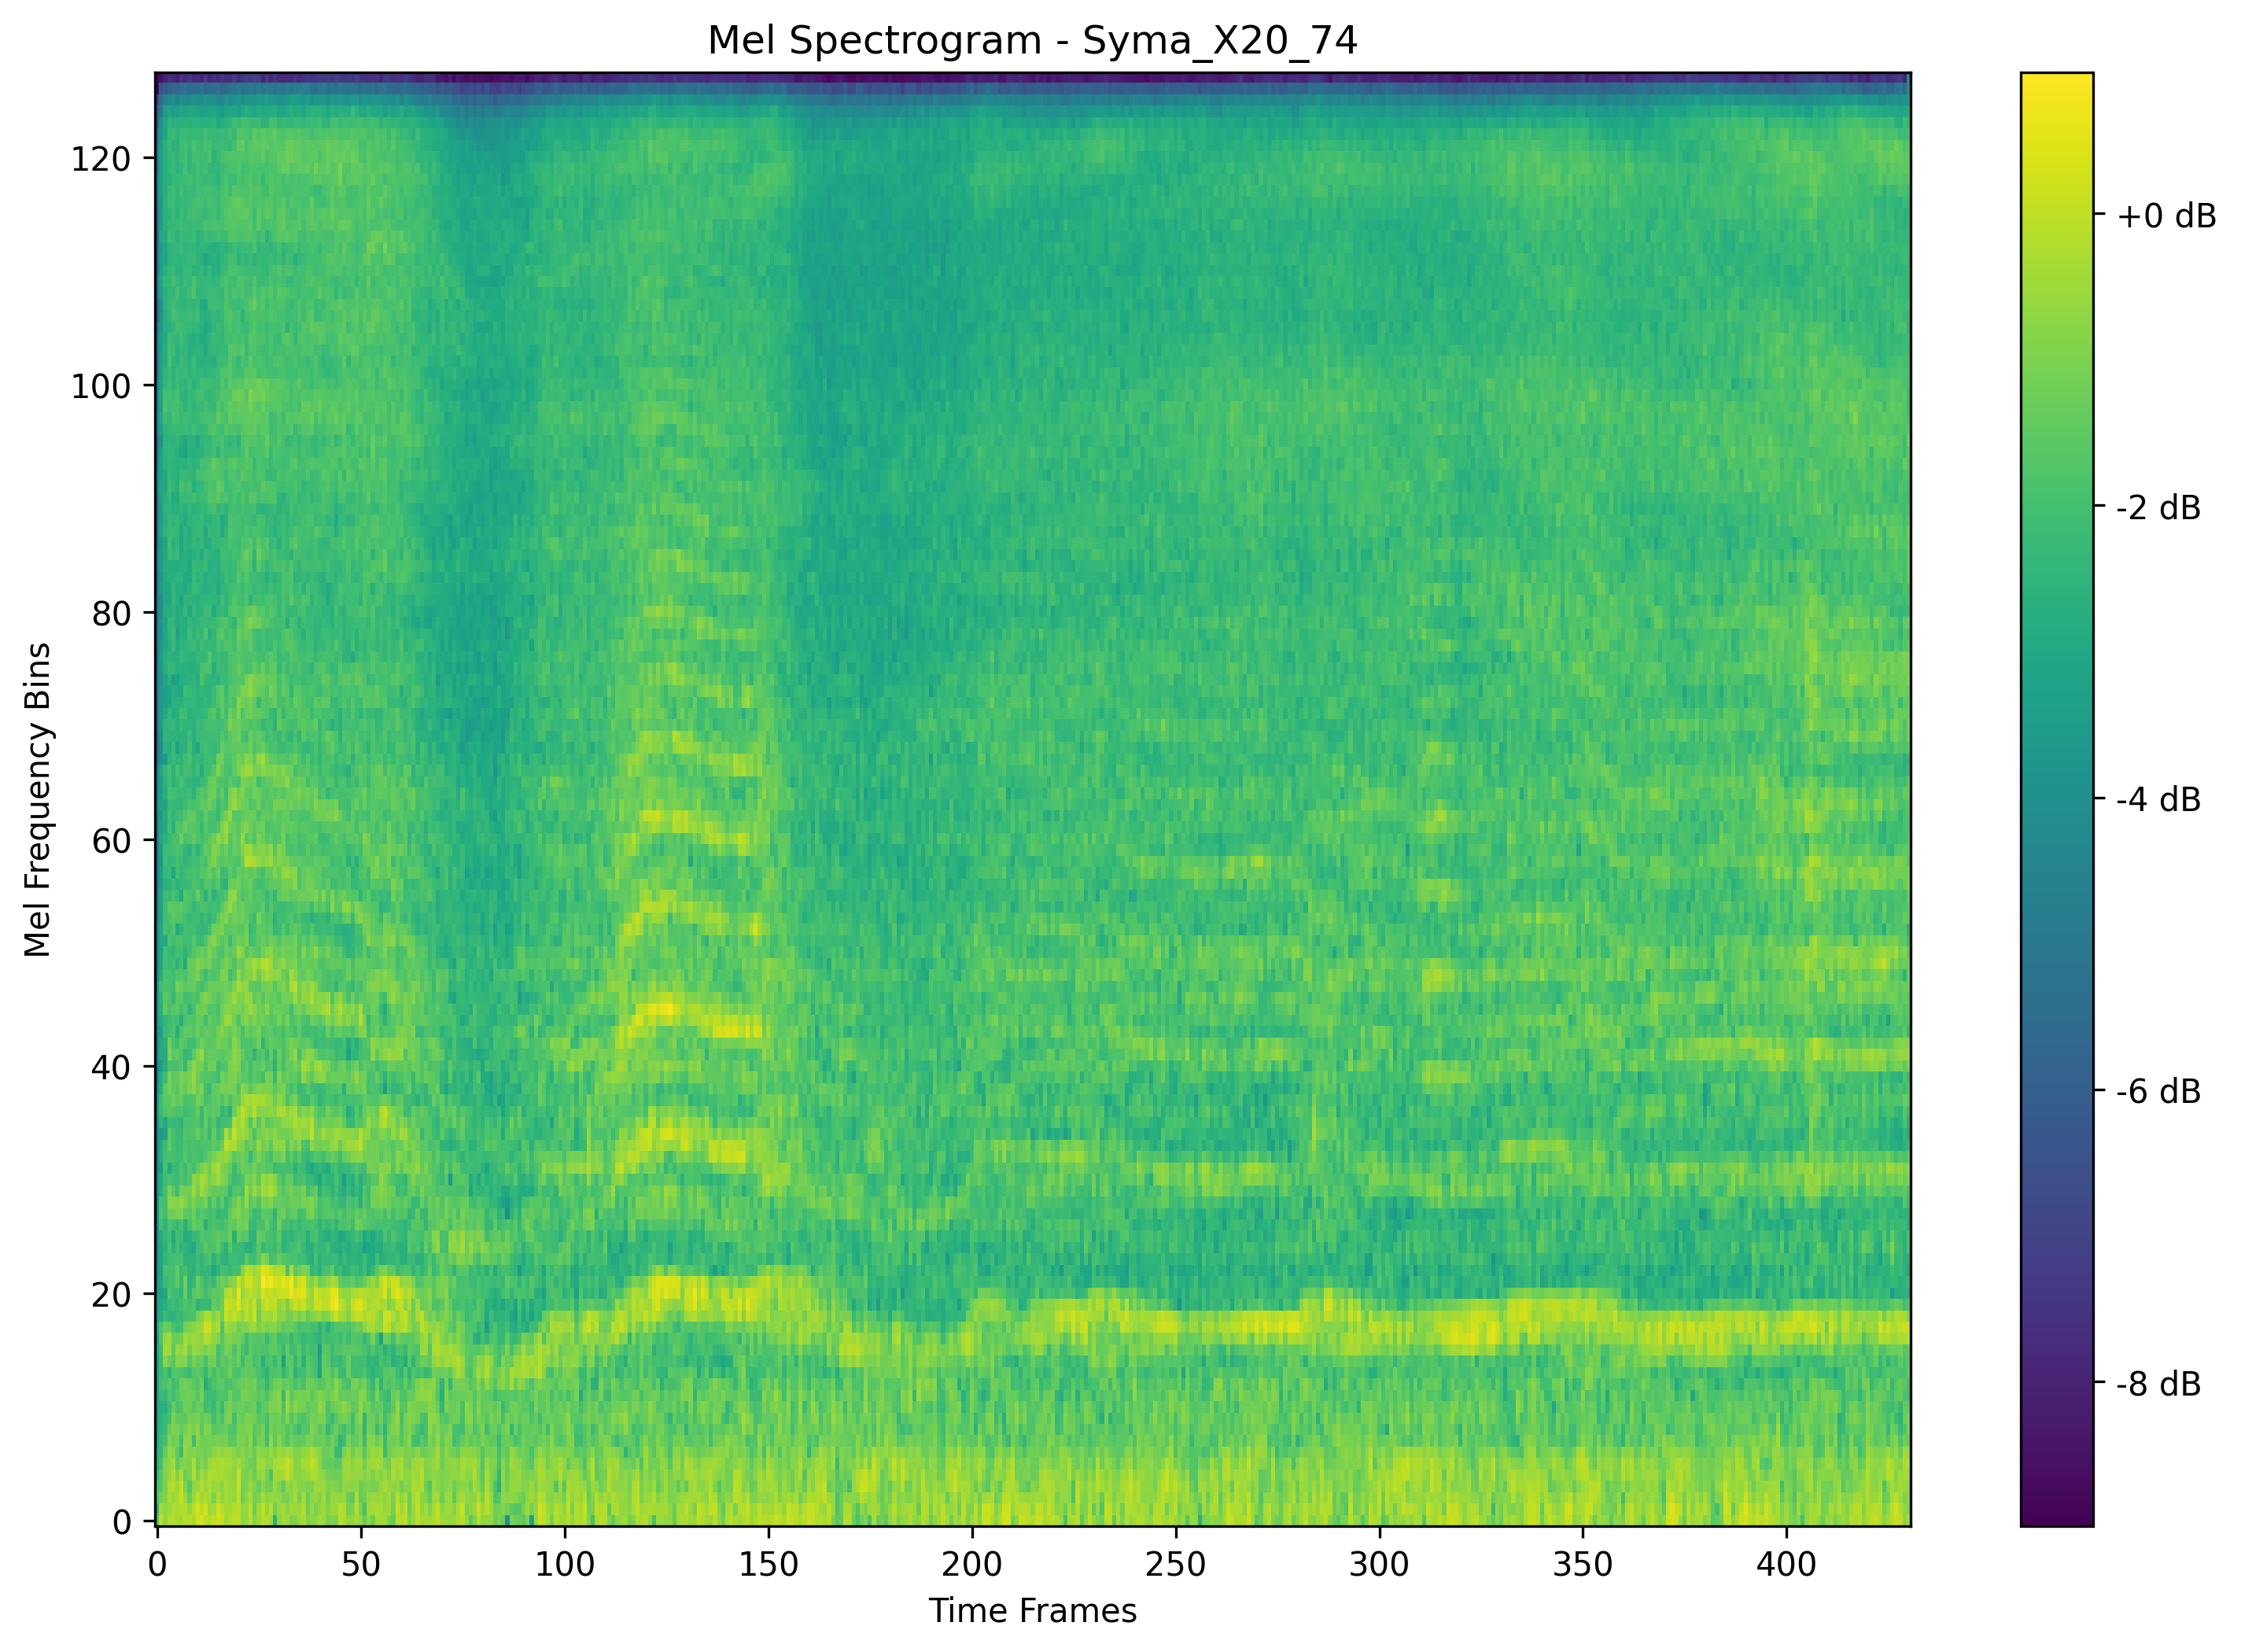 Mel Spectrogram - Syma_X20_74
Mel Frequency Bins
120
100
80
60
40
20
0
0 50 100 150 200 250 300 350 400
Time Frames
+0 dB
-2 dB
-4 dB
-6 dB
-8 dB